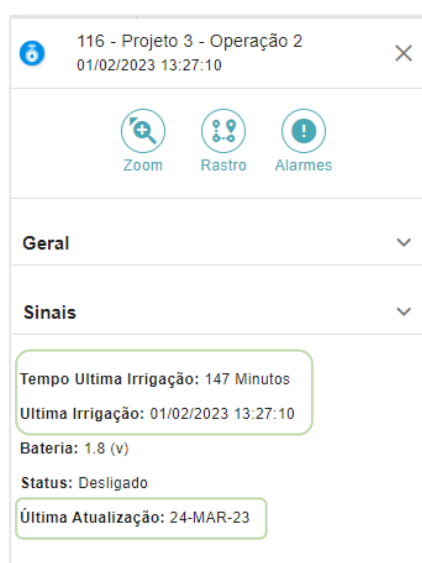 116 - Projeto 3 - Operação 2
01/02/2023 13:27:10
Zoom Rastro Alarmes
Geral
Sinais
Tempo Ultima Irrigação: 147 Minutos
Ultima Irrigação: 01/02/2023 13:27:10
Bateria: 1.8 (v)
Status: Desligado
Última Atualização: 24-MAR-23